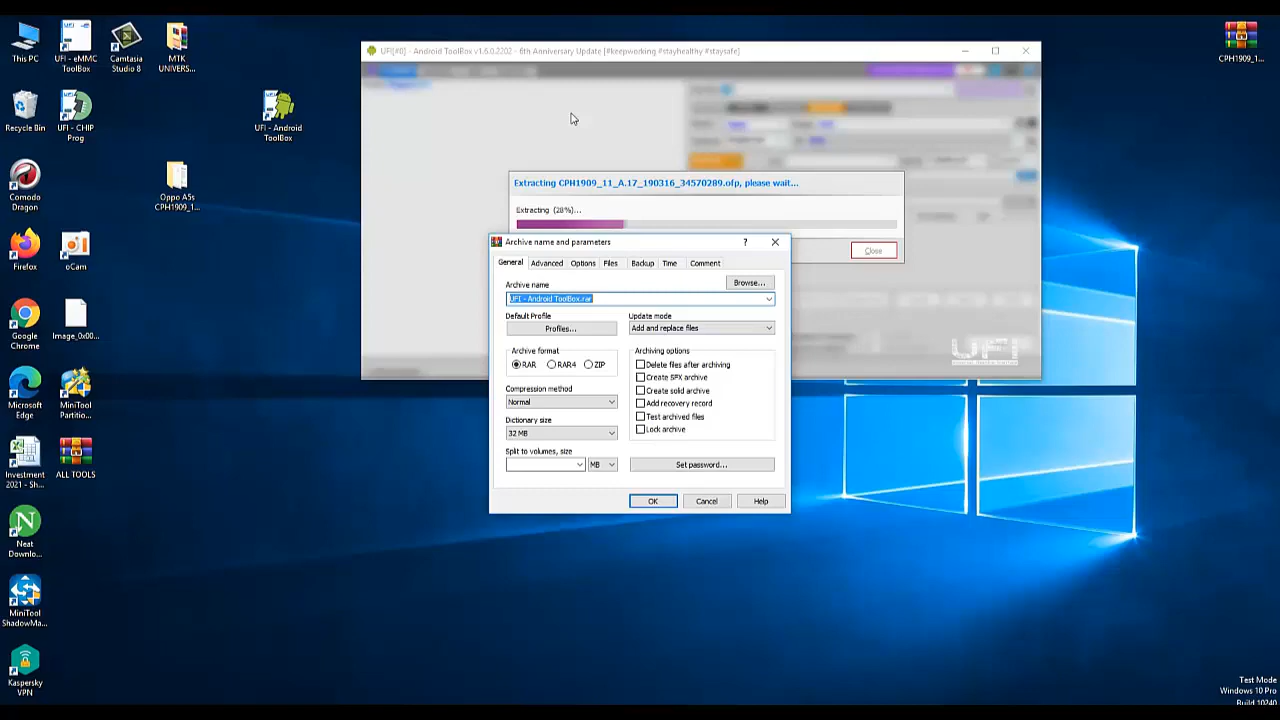 This PC
UFI - eMMC
ToolBox
Camtasia
Studio 8
MTK
UNIVERS...
CPH1909_1...
Recycle Bin
UFI - CHIP
Prog
UFI - Android
ToolBox
Comodo
Dragon
Oppo A5s
CPH1909_1...
Firefox
oCam
Google
Chrome
Image_0x00...
Microsoft
Edge
MiniTool
Partitio...
Investment
2021 - Sh...
ALL TOOLS
Neat
Downlo...
MiniTool
ShadowMa...
Kaspersky
VPN
UFI[#0] - Android ToolBox v1.6.0.2202 - 6th Anniversary Update [#keepworking #stayhealthy #staysafe]
Extracting CPH1909_11_A.17_190316_34570289.ofp, please wait...
Extracting (28%)...
Close
UFI
Archive name and parameters
General
Advanced
Options
Files
Backup
Time
Comment
Archive name
Browse...
UFI - Android ToolBox.rar
Default Profile
Profiles...
Update mode
Add and replace files
Archive format
RAR
RAR4
ZIP
Compression method
Normal
Dictionary size
32 MB
Split to volumes, size
MB
Archiving options
Delete files after archiving
Create SFX archive
Create solid archive
Add recovery record
Test archived files
Lock archive
Set password...
OK
Cancel
Help
Test Mode
Windows 10 Pro
Build 10240